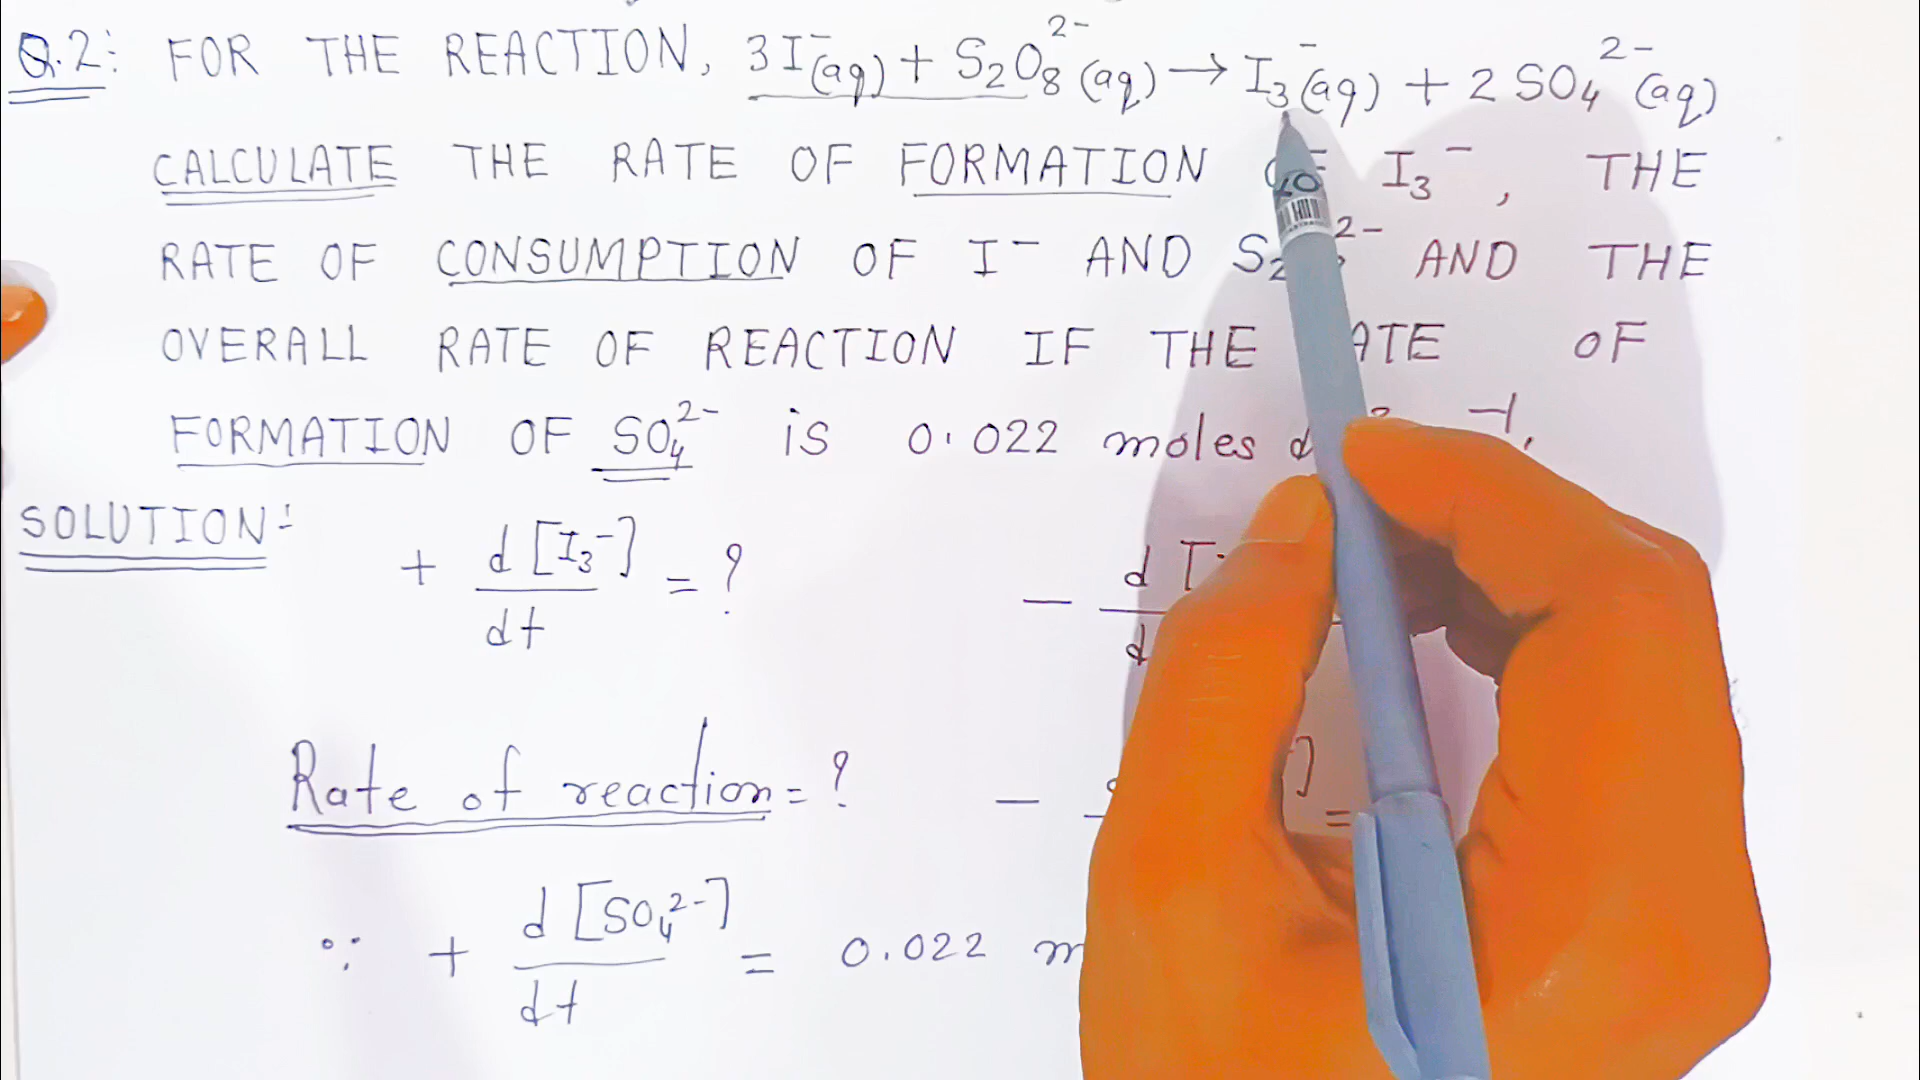 Q.2: FOR THE REACTION, 3I⁻(aq) + S₂O₈²⁻(aq) → I₃⁻(aq) + 2 SO₄²⁻(aq)
CALCULATE THE RATE OF FORMATION I₃⁻, THE
RATE OF CONSUMPTION OF I⁻ AND AND THE
OVERALL RATE OF REACTION IF THE OF
FORMATION OF SO₄²⁻ is 0.022 moles
SOLUTION:-
+ d[I₃⁻]/dt = ?
Rate of reaction = ?
∵ + d[SO₄²⁻]/dt = 0.022